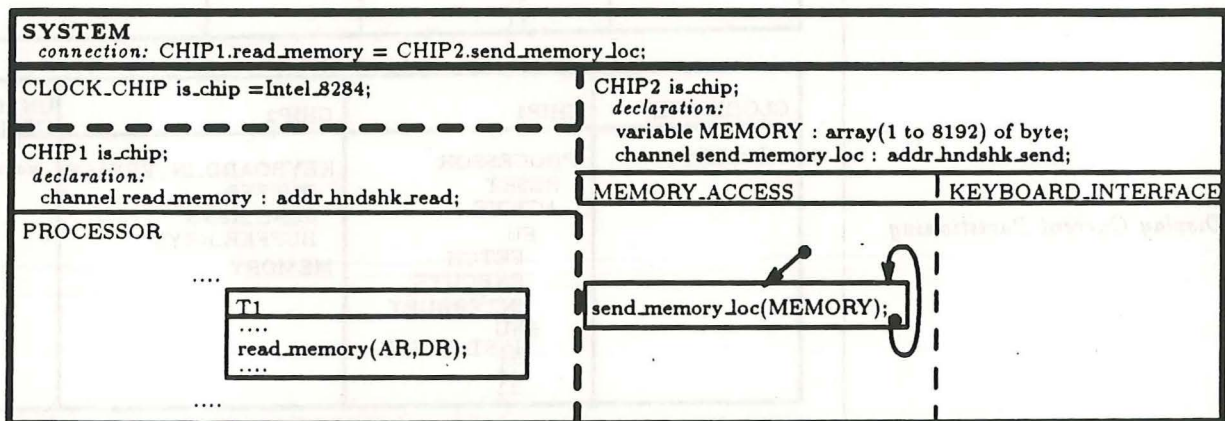 SYSTEM
connection: CHIP1.read_memory = CHIP2.send_memory_loc;
CLOCK_CHIP is_chip =Intel_8284;
CHIP1 is_chip;
declaration:
channel read_memory : addr_hndshk_read;
PROCESSOR
....
T1
....
read_memory(AR,DR);
....
....
CHIP2 is_chip;
declaration:
variable MEMORY : array(1 to 8192) of byte;
channel send_memory_loc : addr_hndshk_send;
MEMORY_ACCESS
KEYBOARD_INTERFACE
send_memory_loc(MEMORY);